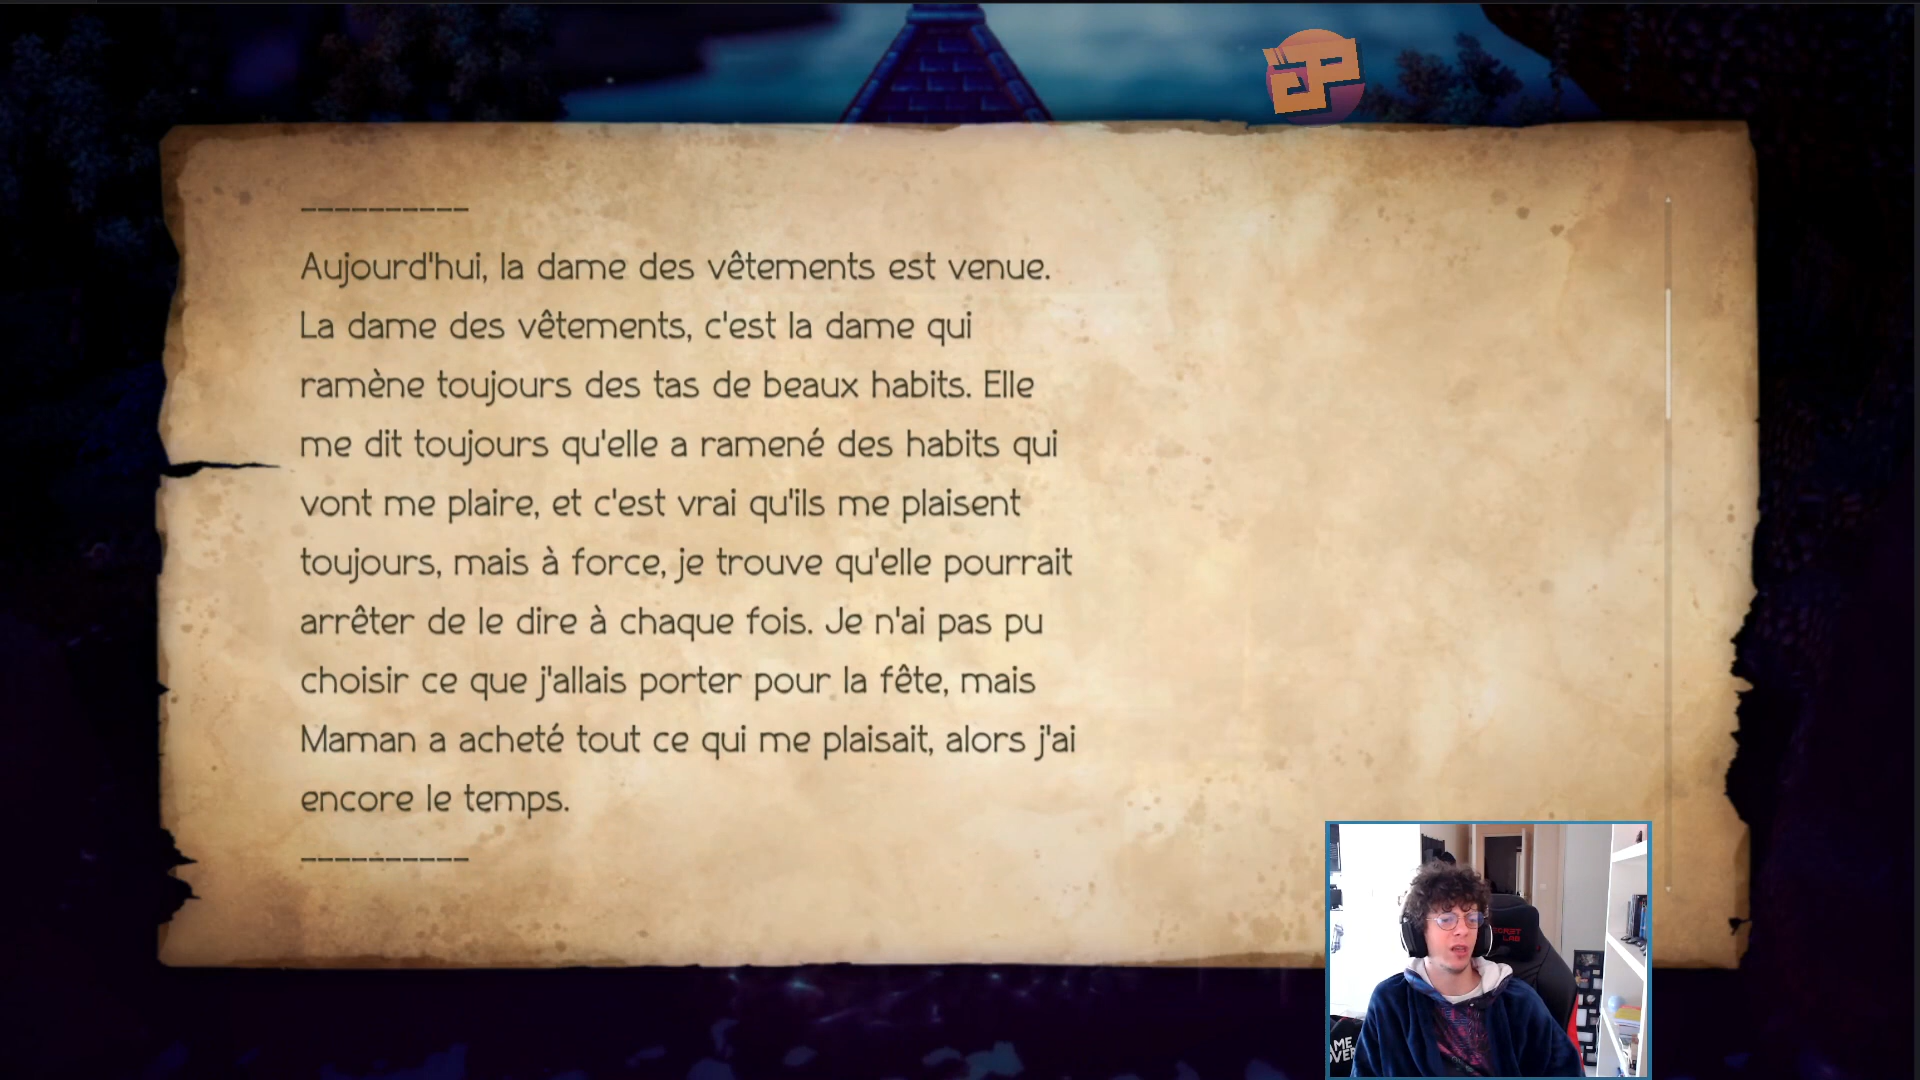 __________
Aujourd'hui, la dame des vêtements est venue.
La dame des vêtements, c'est la dame qui
ramène toujours des tas de beaux habits. Elle
me dit toujours qu'elle a ramené des habits qui
vont me plaire, et c'est vrai qu'ils me plaisent
toujours, mais à force, je trouve qu'elle pourrait
arrêter de le dire à chaque fois. Je n'ai pas pu
choisir ce que j'allais porter pour la fête, mais
Maman a acheté tout ce qui me plaisait, alors j'ai
encore le temps.
__________